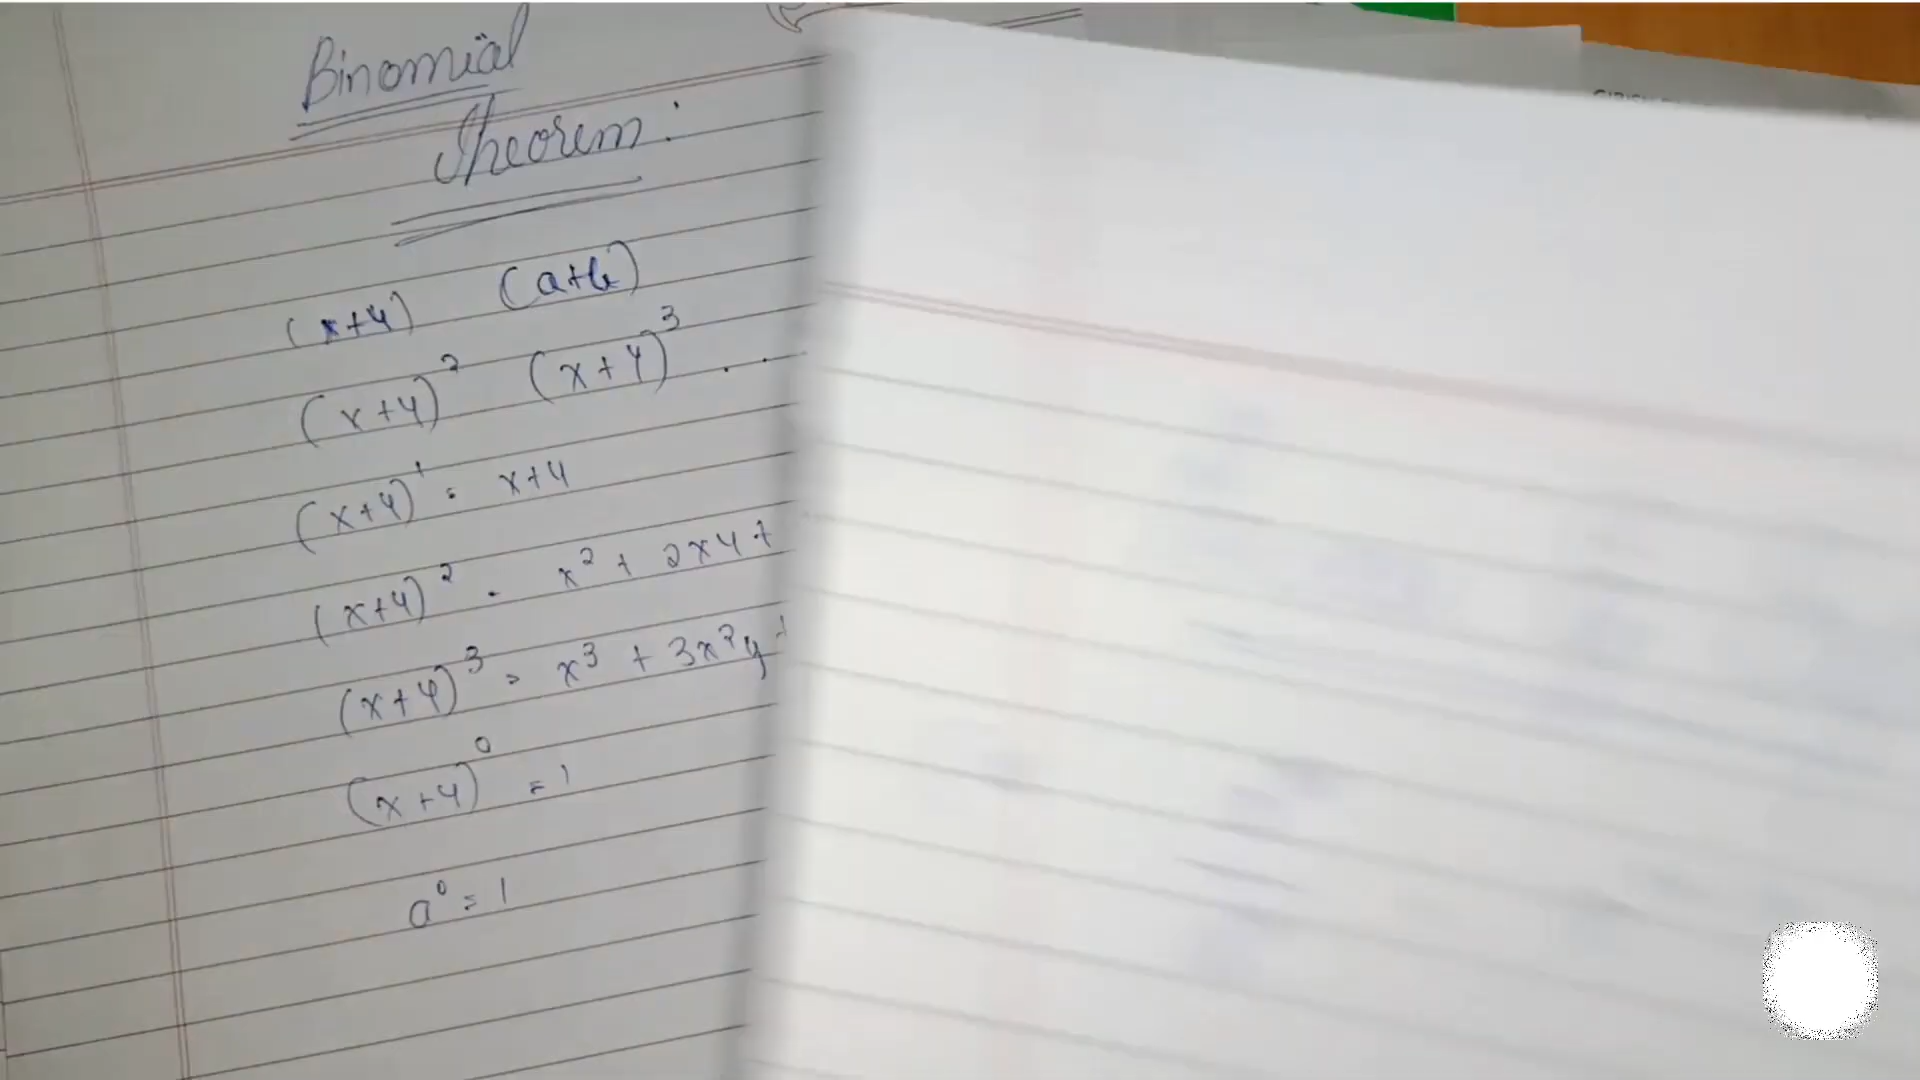 Binomial
Theorem:
(x+y) (a+b)
(x+y)² (x+y)³ . .
(x+y)¹ = x+y
(x+y)² = x² + 2xy +
(x+y)³ = x³ + 3x²y +
(x+y)⁰ = 1
a⁰ = 1